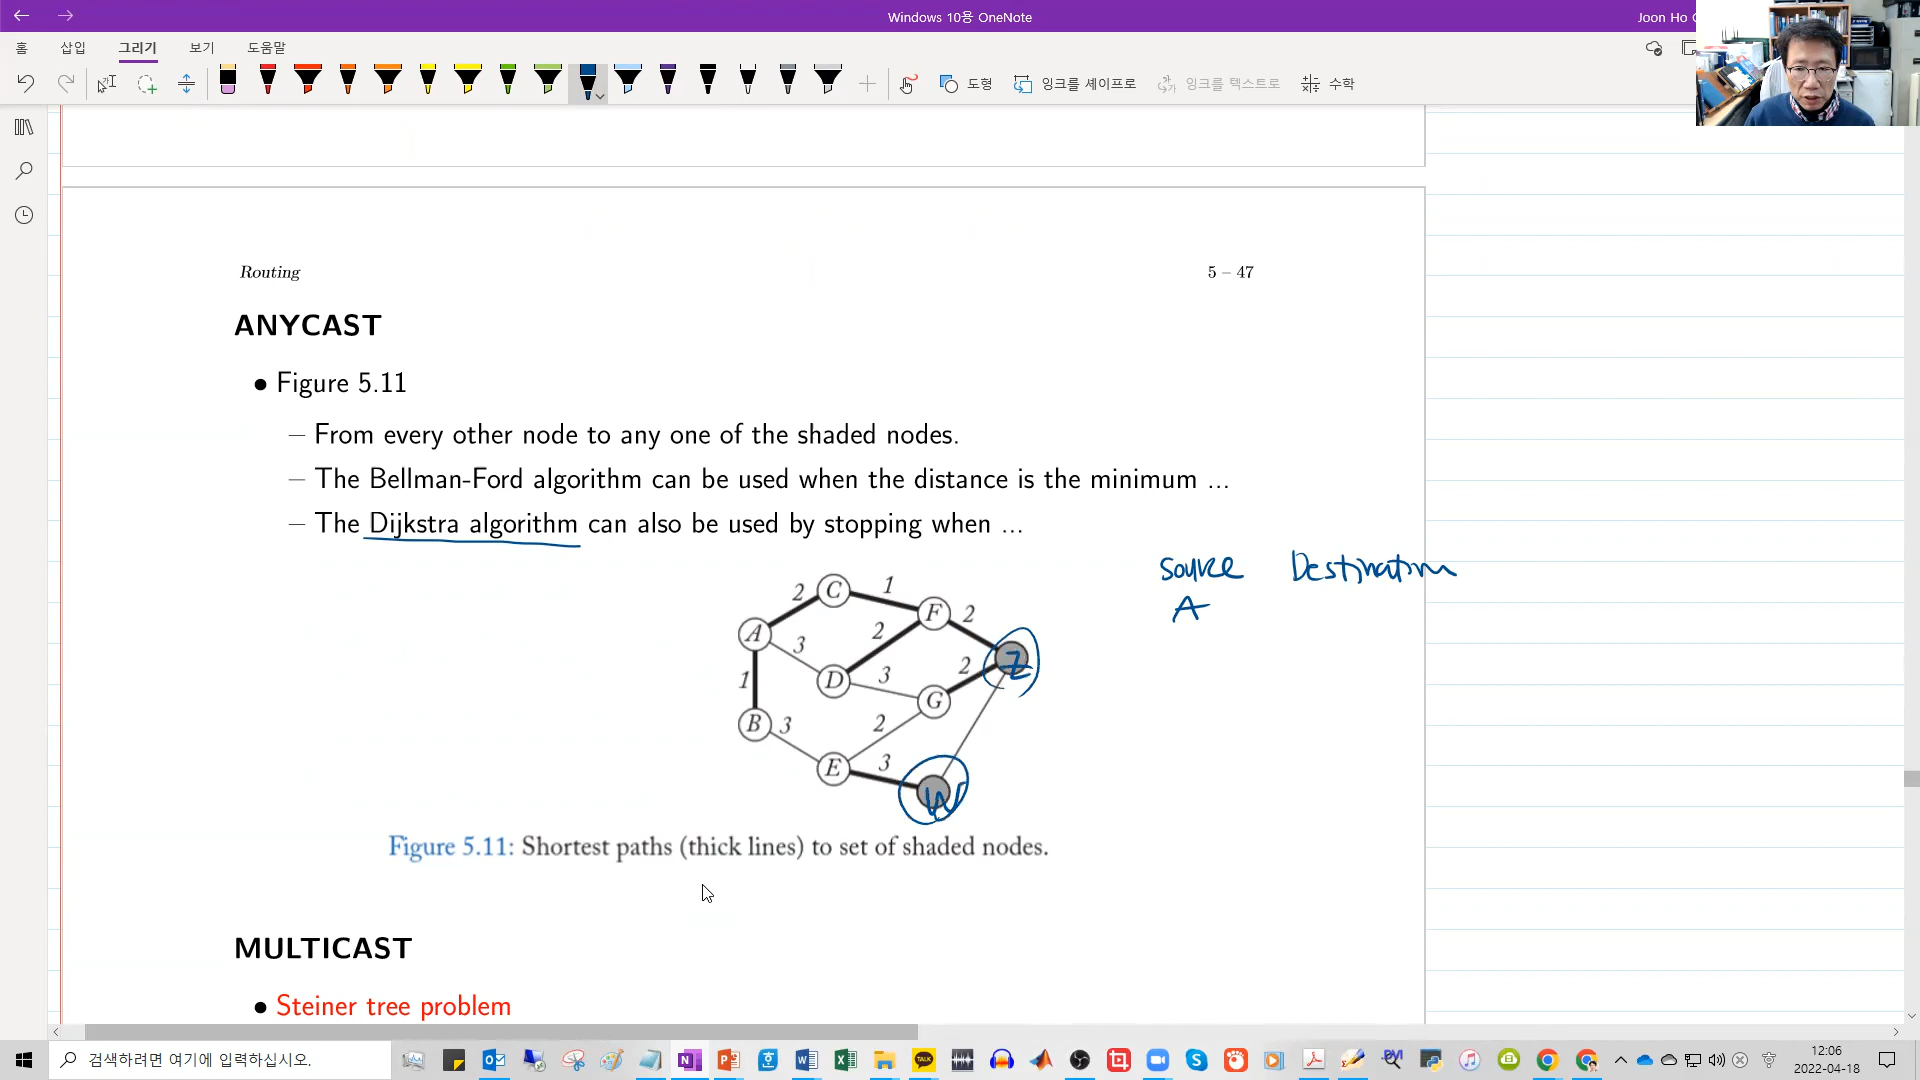 Windows 10용 OneNote
Joon Ho C
홈 삽입 그리기 보기 도움말
도형 잉크를 셰이프로 잉크를 텍스트로 수학
Routing 5 – 47
ANYCAST
• Figure 5.11
– From every other node to any one of the shaded nodes.
– The Bellman-Ford algorithm can be used when the distance is the minimum ...
– The Dijkstra algorithm can also be used by stopping when ...
Source Destination
A
2 C 1 F 2
A 3 2 Z
1 D 3 2
G
B 3 2
E 3
W
Figure 5.11: Shortest paths (thick lines) to set of shaded nodes.
MULTICAST
• Steiner tree problem
검색하려면 여기에 입력하십시오.
12:06
2022-04-18